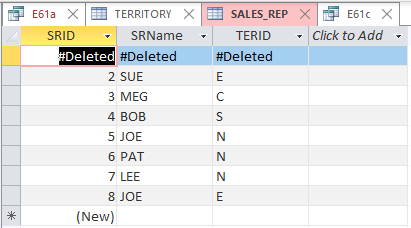 E61a TERRITORY SALES_REP E61c
SRID SRName TERID Click to Add
#Deleted #Deleted #Deleted
2 SUE E
3 MEG C
4 BOB S
5 JOE N
6 PAT N
7 LEE N
8 JOE E
* (New)